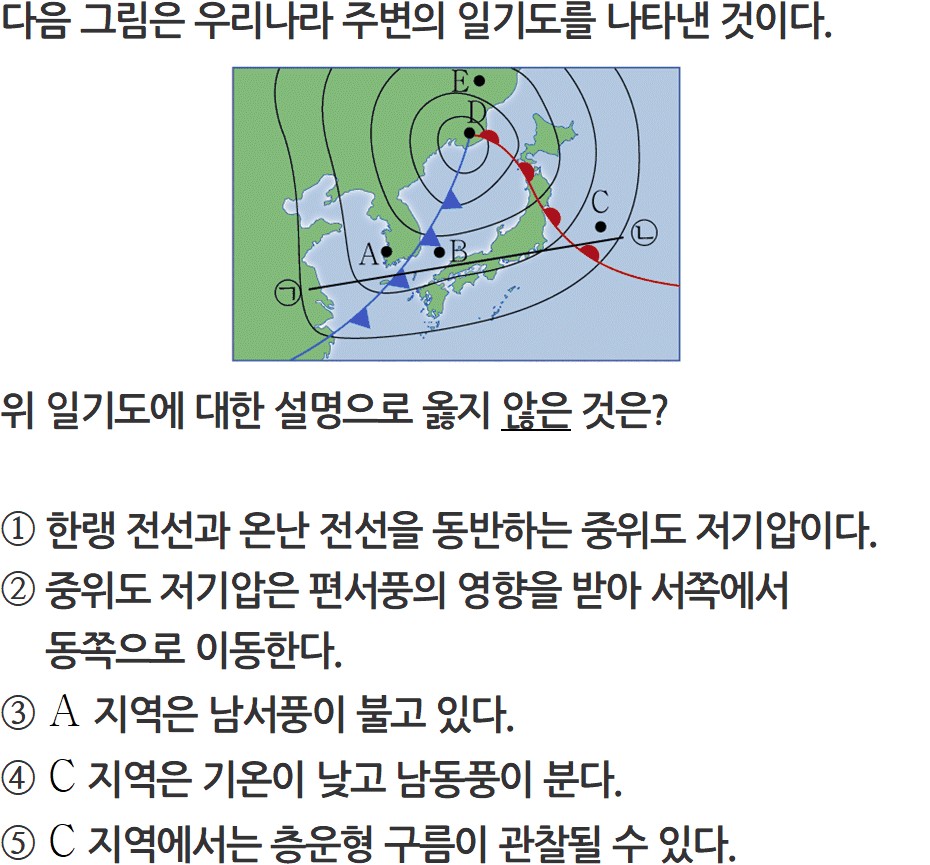 다음 그림은 우리나라 주변의 일기도를 나타낸 것이다.
E
D
C
㉡
A
B
㉠
위 일기도에 대한 설명으로 옳지 않은 것은?
① 한랭 전선과 온난 전선을 동반하는 중위도 저기압이다.
② 중위도 저기압은 편서풍의 영향을 받아 서쪽에서
동쪽으로 이동한다.
③ A 지역은 남서풍이 불고 있다.
④ C 지역은 기온이 낮고 남동풍이 분다.
⑤ C 지역에서는 층운형 구름이 관찰될 수 있다.